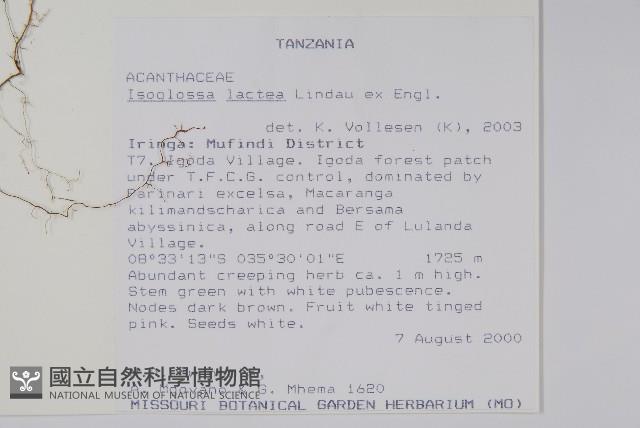 TANZANIA
ACANTHACEAE
Isoglossa lactea Lindau ex Engl.
det. K. Vollesen (K), 2003
Iringa: Mufindi District
T7. Igoda Village. Igoda forest patch
under T.F.C.G. control, dominated by
Parinari excelsa, Macaranga
kilimandscharica and Bersama
abyssinica, along road E of Lulanda
Village.
08°33'13"S 035°30'01"E 1725 m
Abundant creeping herb ca. 1 m high.
Stem green with white pubescence.
Nodes dark brown. Fruit white tinged
pink. Seeds white.
7 August 2000
國立自然科學博物館
NATIONAL MUSEUM OF NATURAL SCIENCE
& G. Mhema 1620
MISSOURI BOTANICAL GARDEN HERBARIUM (MO)